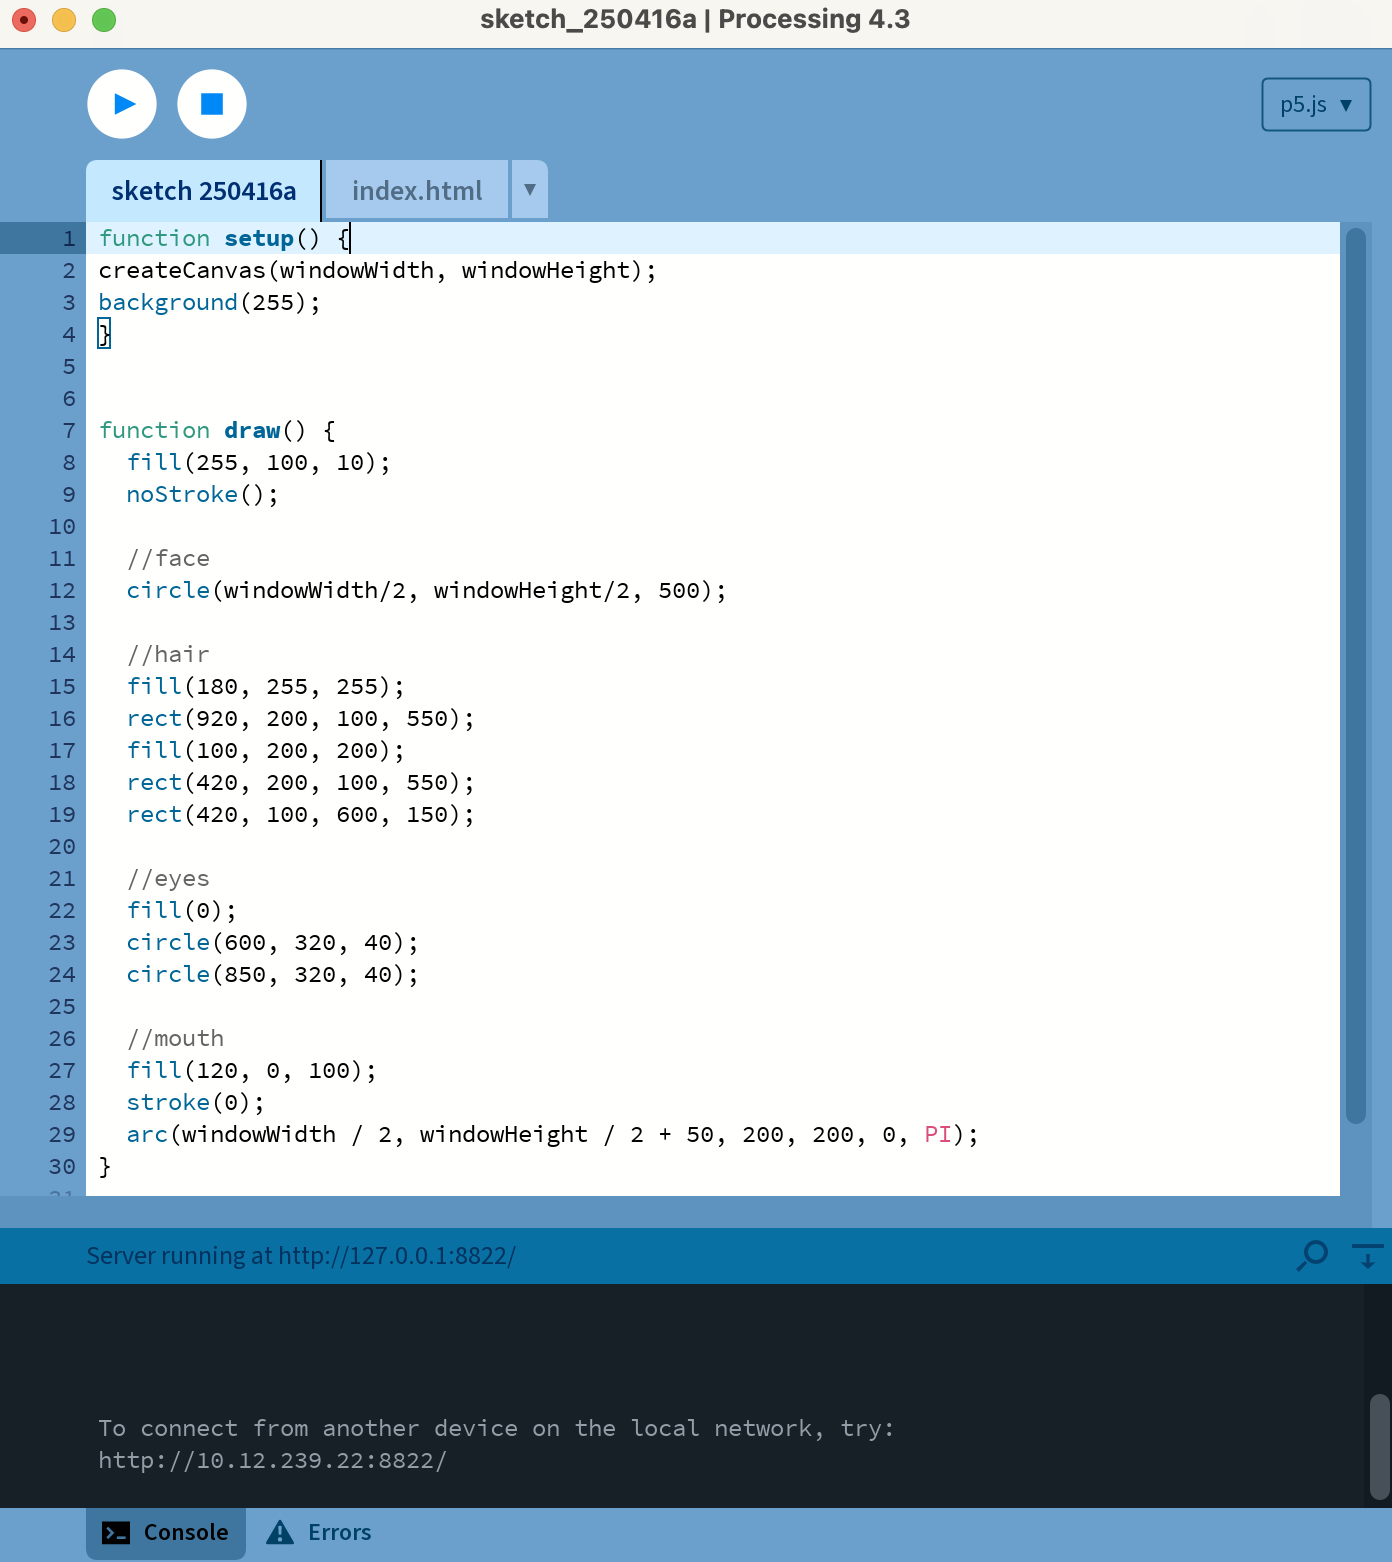 sketch_250416a | Processing 4.3
p5.js ▼
sketch 250416a index.html ▼
1 function setup() {
2 createCanvas(windowWidth, windowHeight);
3 background(255);
4 }
5
6
7 function draw() {
8   fill(255, 100, 10);
9   noStroke();
10
11   //face
12   circle(windowWidth/2, windowHeight/2, 500);
13
14   //hair
15   fill(180, 255, 255);
16   rect(920, 200, 100, 550);
17   fill(100, 200, 200);
18   rect(420, 200, 100, 550);
19   rect(420, 100, 600, 150);
20
21   //eyes
22   fill(0);
23   circle(600, 320, 40);
24   circle(850, 320, 40);
25
26   //mouth
27   fill(120, 0, 100);
28   stroke(0);
29   arc(windowWidth / 2, windowHeight / 2 + 50, 200, 200, 0, PI);
30 }
31
Server running at http://127.0.0.1:8822/
To connect from another device on the local network, try:
http://10.12.239.22:8822/
Console Errors